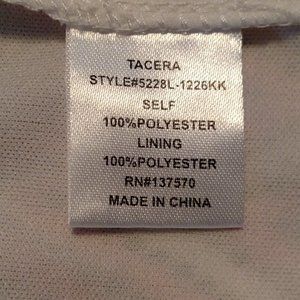 TACERA
STYLE#5228L-1226KK
SELF
100%POLYESTER
LINING
100%POLYESTER
RN#137570
MADE IN CHINA